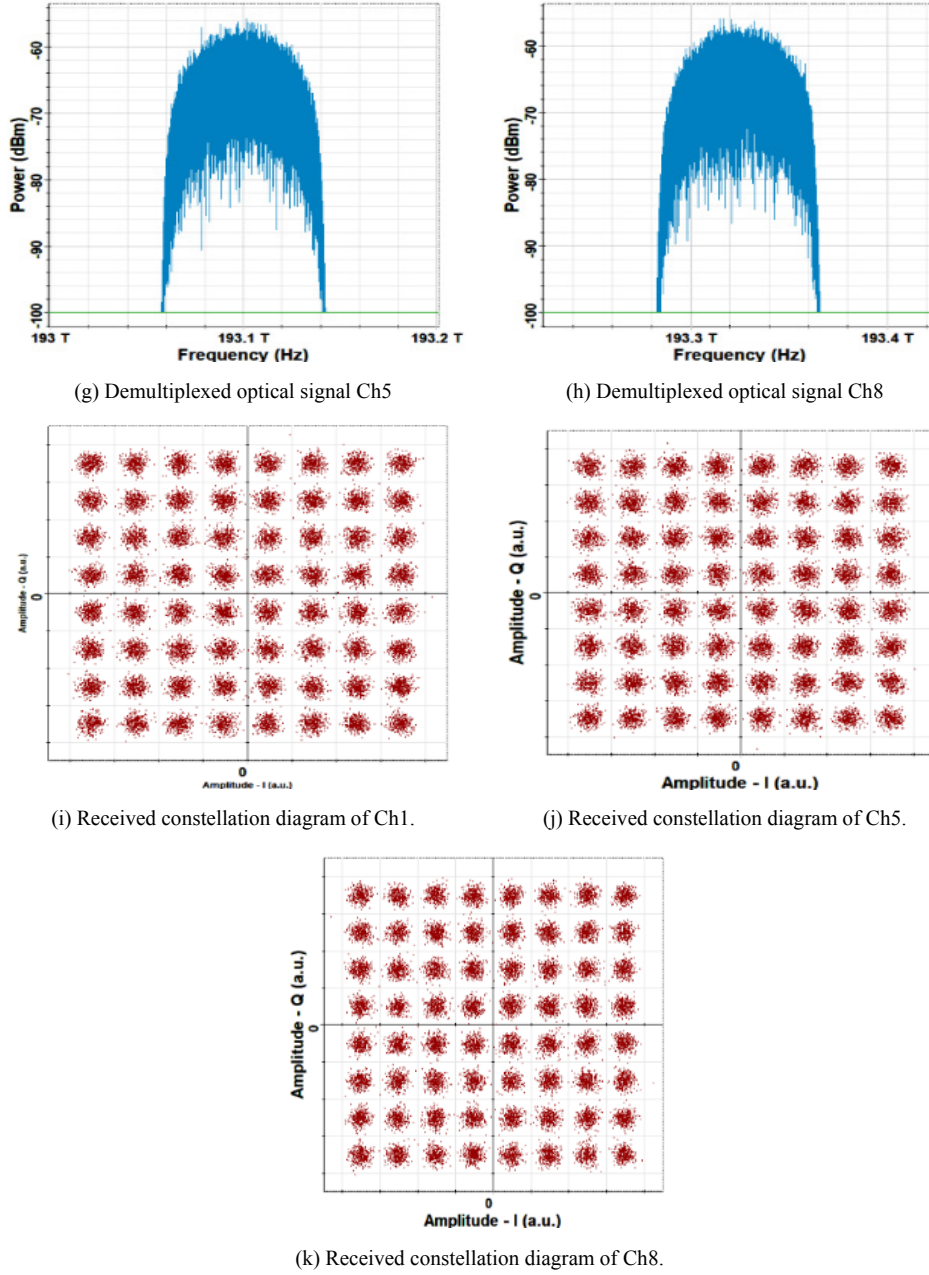 -60
-70
-80
-90
-100
Power (dBm)
193 T
193.1 T
193.2 T
Frequency (Hz)
-60
-70
-80
-90
-100
Power (dBm)
193.3 T
193.4 T
Frequency (Hz)
(g) Demultiplexed optical signal Ch5
(h) Demultiplexed optical signal Ch8
Amplitude - Q (a.u.)
0
0
Amplitude - I (a.u.)
Amplitude - Q (a.u.)
0
0
Amplitude - I (a.u.)
(i) Received constellation diagram of Ch1.
(j) Received constellation diagram of Ch5.
Amplitude - Q (a.u.)
0
0
Amplitude - I (a.u.)
(k) Received constellation diagram of Ch8.